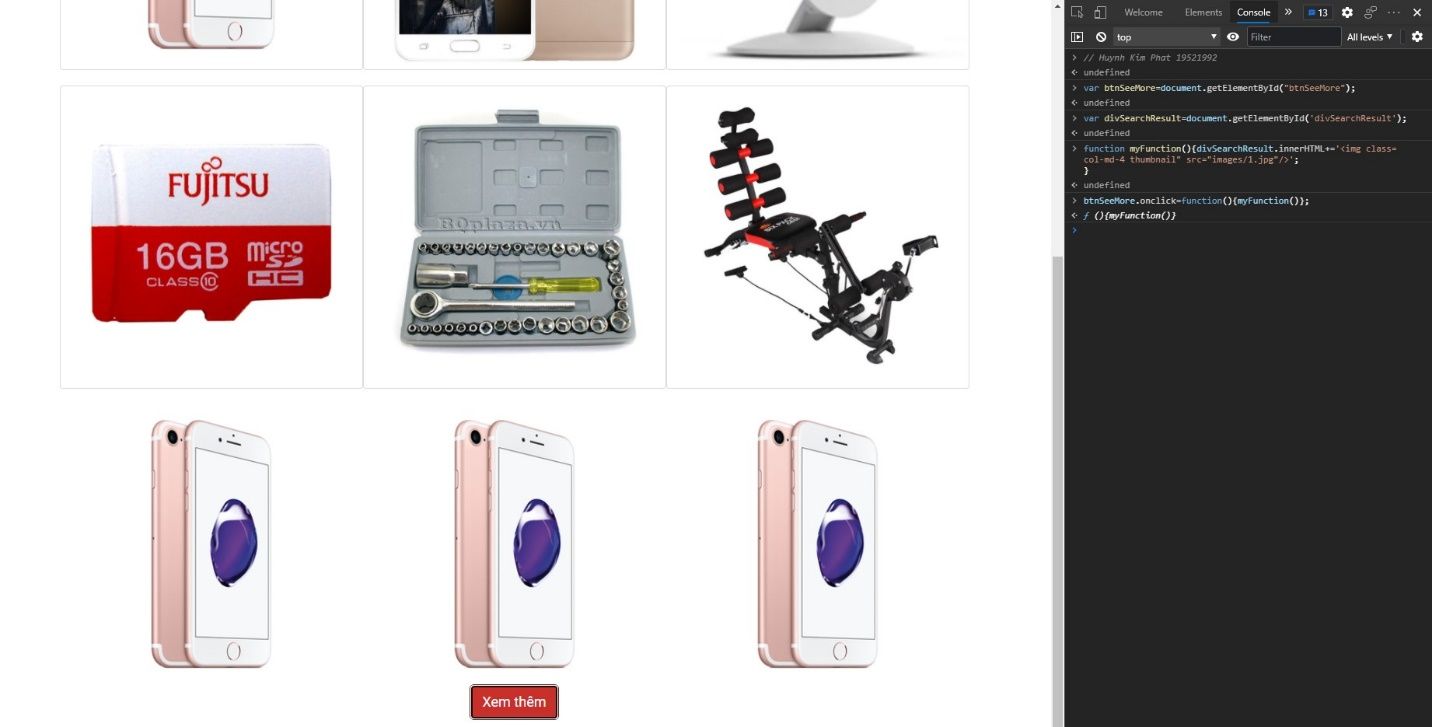 Welcome Elements Console » 13
top Filter All levels
// Huynh Kim Phat 19521992
undefined
var btnSeeMore=document.getElementById("btnSeeMore");
undefined
var divSearchResult=document.getElementById('divSearchResult');
undefined
function myFunction(){divSearchResult.innerHTML+='<img class=
col-md-4 thumbnail" src="images/1.jpg"/>';
}
undefined
btnSeeMore.onclick=function(){myFunction()};
ƒ (){myFunction()}
FUJITSU
16GB micro
CLASS 10 SD
HC
BQplaza.vn
Xem thêm